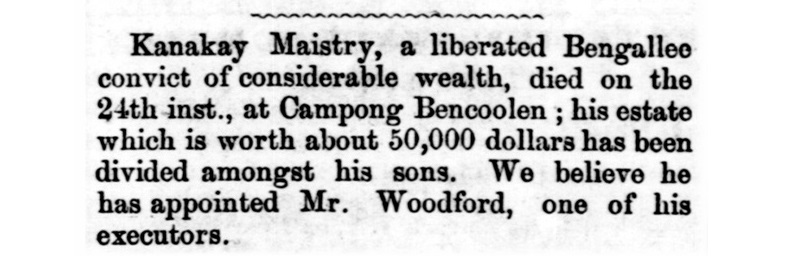 Kanakay Maistry, a liberated Bengallee
convict of considerable wealth, died on the
24th inst., at Campong Bencoolen ; his estate
which is worth about 50,000 dollars has been
divided amongst his sons. We believe he
has appointed Mr. Woodford, one of his
executors.